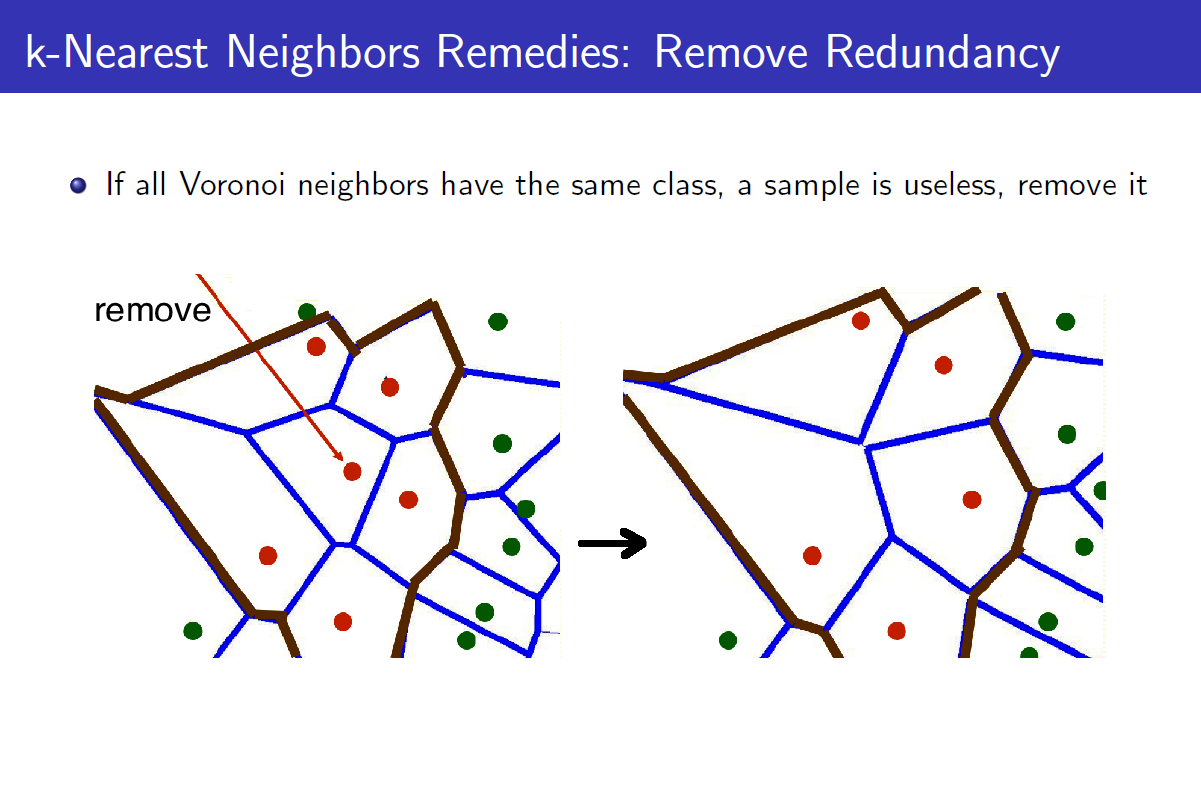 k-Nearest Neighbors Remedies: Remove Redundancy
If all Voronoi neighbors have the same class, a sample is useless, remove it
remove